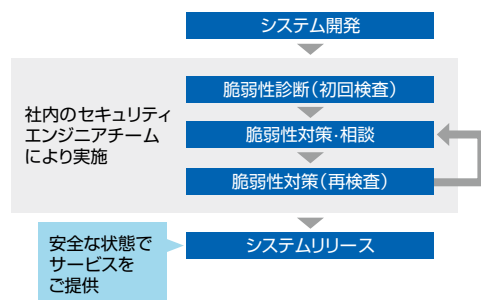 システム開発
社内のセキュリティ
エンジニアチーム
により実施
脆弱性診断（初回検査）
脆弱性対策・相談
脆弱性対策（再検査）
安全な状態で
サービスを
ご提供
システムリリース